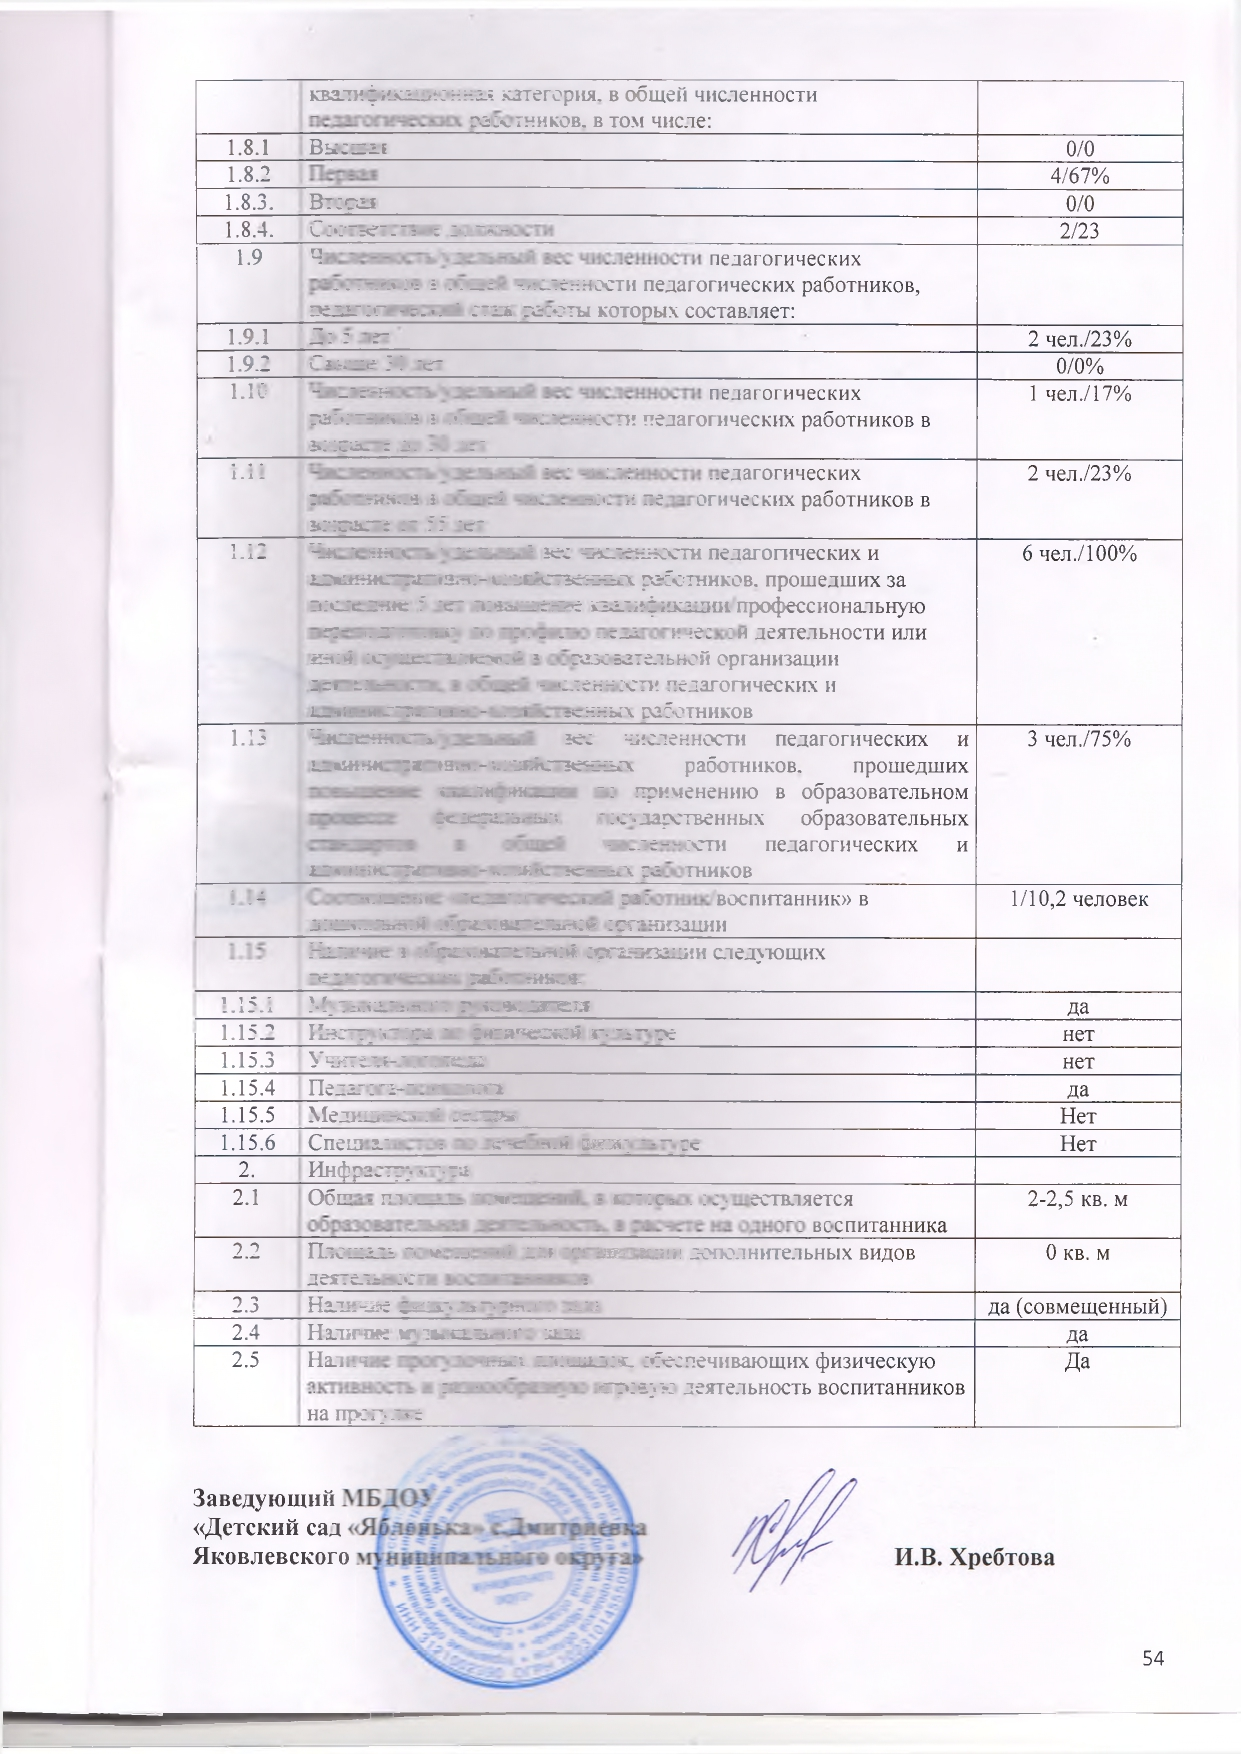 квалификационная категория, в общей численности
педагогических работников, в том числе:
1.8.1 Высшая 0/0
1.8.2 Первая 4/67%
1.8.3. Вторая 0/0
1.8.4. Соответствие должности 2/23
1.9 Численность/удельный вес численности педагогических
работников в общей численности педагогических работников,
педагогический стаж работы которых составляет:
1.9.1 До 5 лет 2 чел./23%
1.9.2 Свыше 30 лет 0/0%
1.10 Численность/удельный вес численности педагогических 1 чел./17%
работников в общей численности педагогических работников в
возрасте до 30 лет
1.11 Численность/удельный вес численности педагогических 2 чел./23%
работников в общей численности педагогических работников в
возрасте от 55 лет
1.12 Численность/удельный вес численности педагогических и 6 чел./100%
административно-хозяйственных работников, прошедших за
последние 5 лет повышение квалификации/профессиональную
переподготовку по профилю педагогической деятельности или
иной осуществляемой в образовательной организации
деятельности, в общей численности педагогических и
административно-хозяйственных работников
1.13 Численность/удельный вес численности педагогических и 3 чел./75%
административно-хозяйственных работников, прошедших
повышение квалификации по применению в образовательном
процессе федеральных государственных образовательных
стандартов в общей численности педагогических и
административно-хозяйственных работников
1.14 Соотношение «педагогический работник/воспитанник» в 1/10,2 человек
дошкольной образовательной организации
1.15 Наличие в образовательной организации следующих
педагогических работников:
1.15.1 Музыкального руководителя да
1.15.2 Инструктора по физической культуре нет
1.15.3 Учителя-логопеда нет
1.15.4 Педагога-психолога да
1.15.5 Медицинской сестры Нет
1.15.6 Специалистов по лечебной физкультуре Нет
2. Инфраструктура
2.1 Общая площадь помещений, в которых осуществляется 2-2,5 кв. м
образовательная деятельность, в расчете на одного воспитанника
2.2 Площадь помещений для организации дополнительных видов 0 кв. м
деятельности воспитанников
2.3 Наличие физкультурного зала да (совмещенный)
2.4 Наличие музыкального зала да
2.5 Наличие прогулочных площадок, обеспечивающих физическую Да
активность и разнообразную игровую деятельность воспитанников
на прогулке
Заведующий МБДОУ
«Детский сад «Яблонька» с.Дмитриевка
Яковлевского муниципального округа» И.В. Хребтова
54